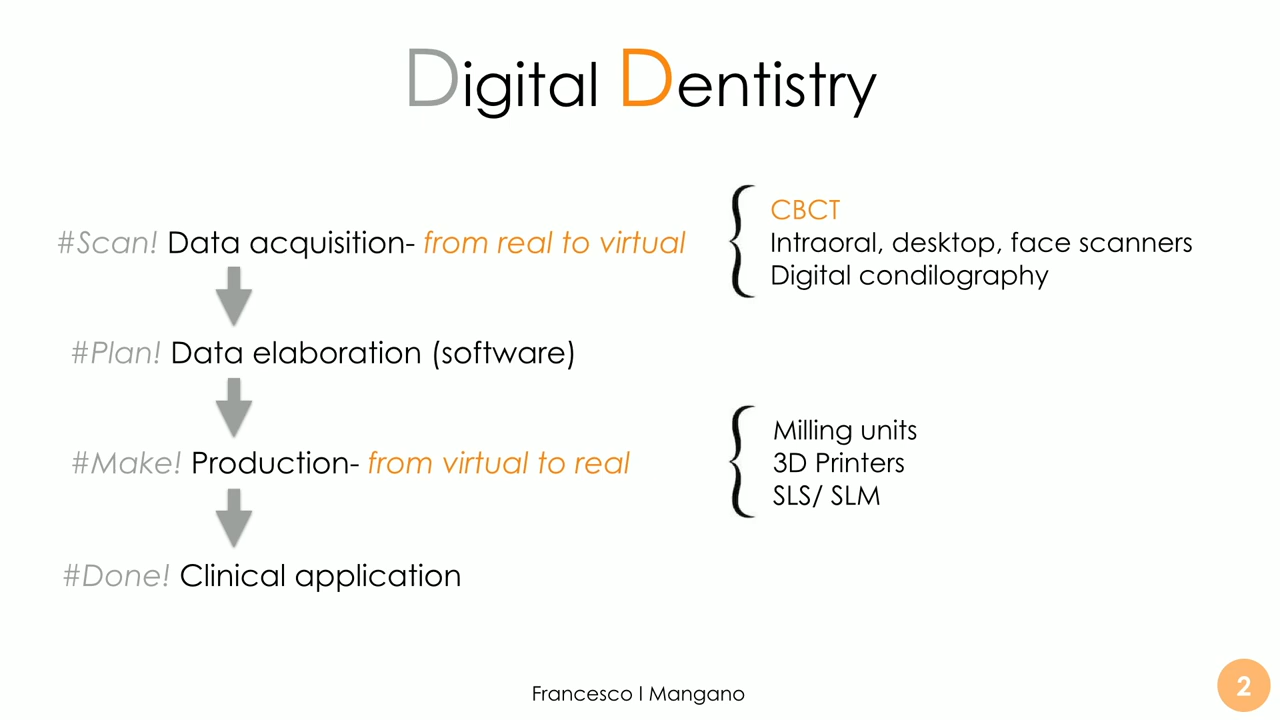 Digital Dentistry
#Scan! Data acquisition- from real to virtual
CBCT
Intraoral, desktop, face scanners
Digital condilography
#Plan! Data elaboration (software)
#Make! Production- from virtual to real
Milling units
3D Printers
SLS/ SLM
#Done! Clinical application
Francesco I Mangano
2